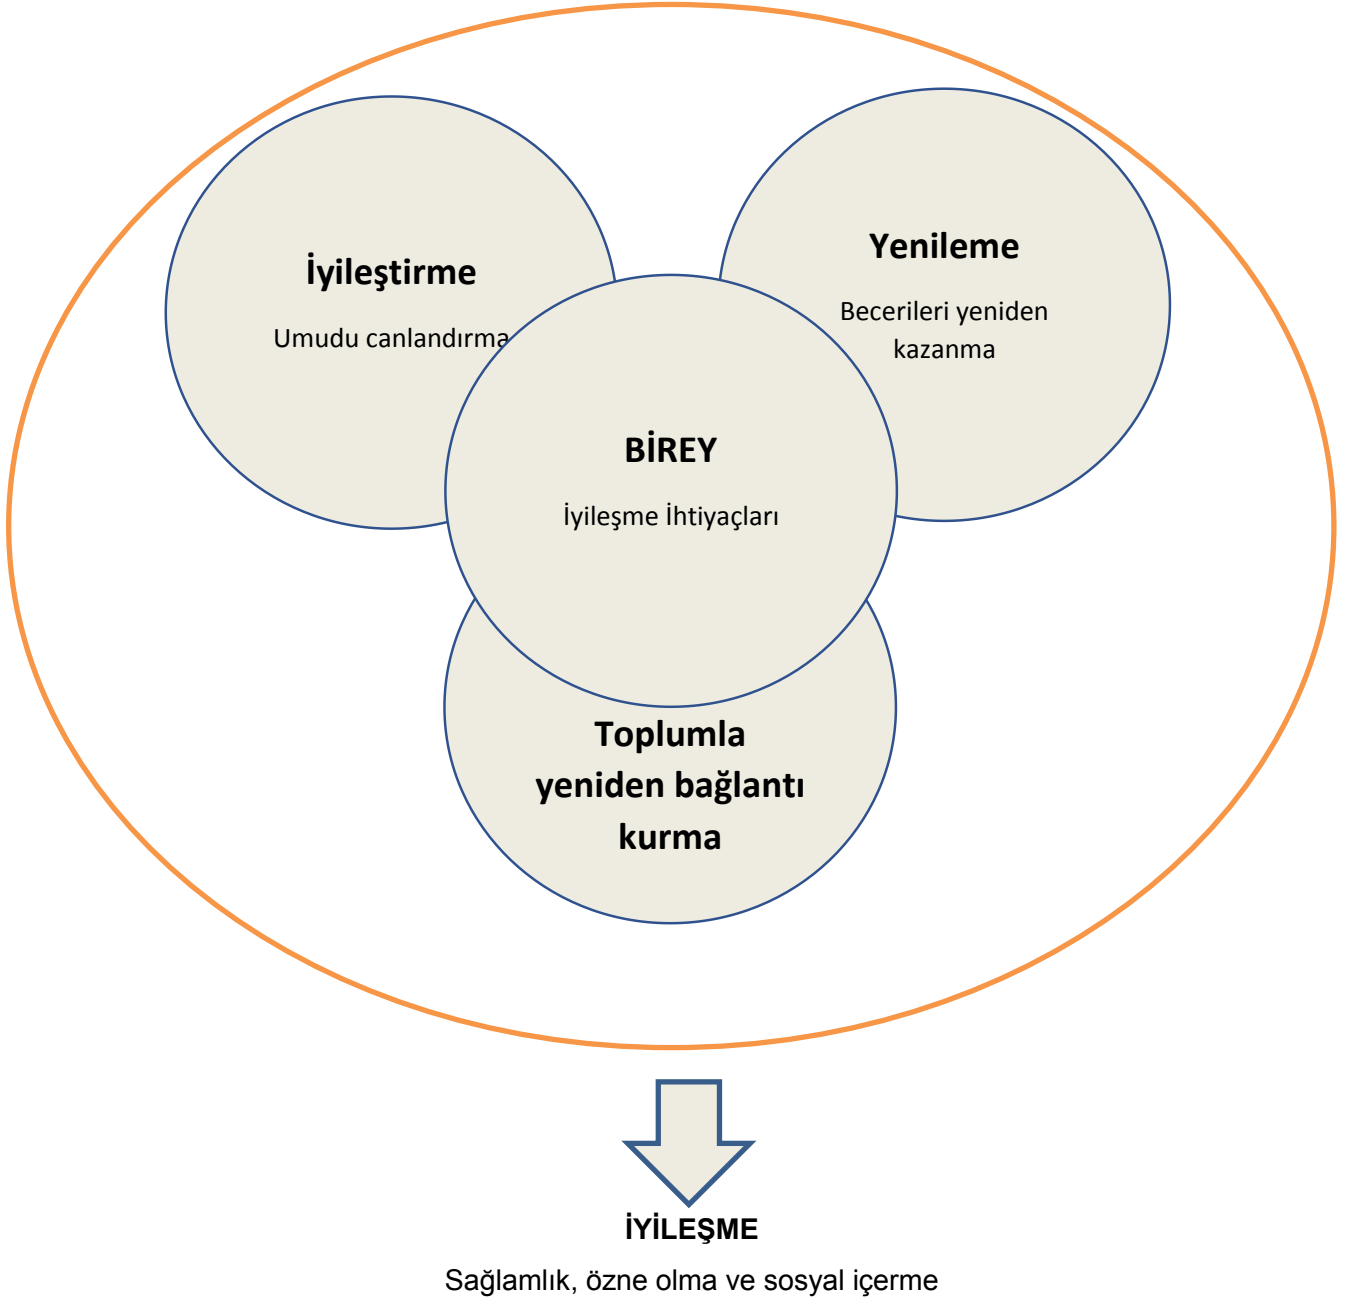 İyileştirme
Umudu canlandırma
Yenileme
Becerileri yeniden
kazanma
BİREY
İyileşme İhtiyaçları
Toplumla
yeniden bağlantı
kurma
İYİLEŞME
Sağlamlık, özne olma ve sosyal içerme